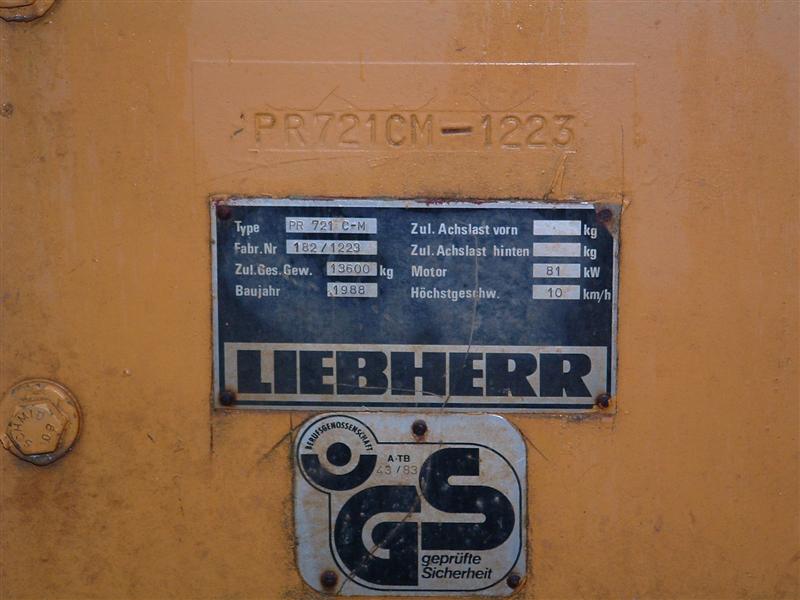 PR721CM-1223
Type PR 721 C-M Zul. Achslast vorn kg
Fabr.Nr 182/1223 Zul. Achslast hinten kg
Zul.Ges.Gew. 13600 kg Motor 81 kW
Baujahr 1988 Höchstgeschw. 10 km/h
LIEBHERR
BERUFSGENOSSENSCHAFT
A-TB
43/83
GS
geprüfte
Sicherheit